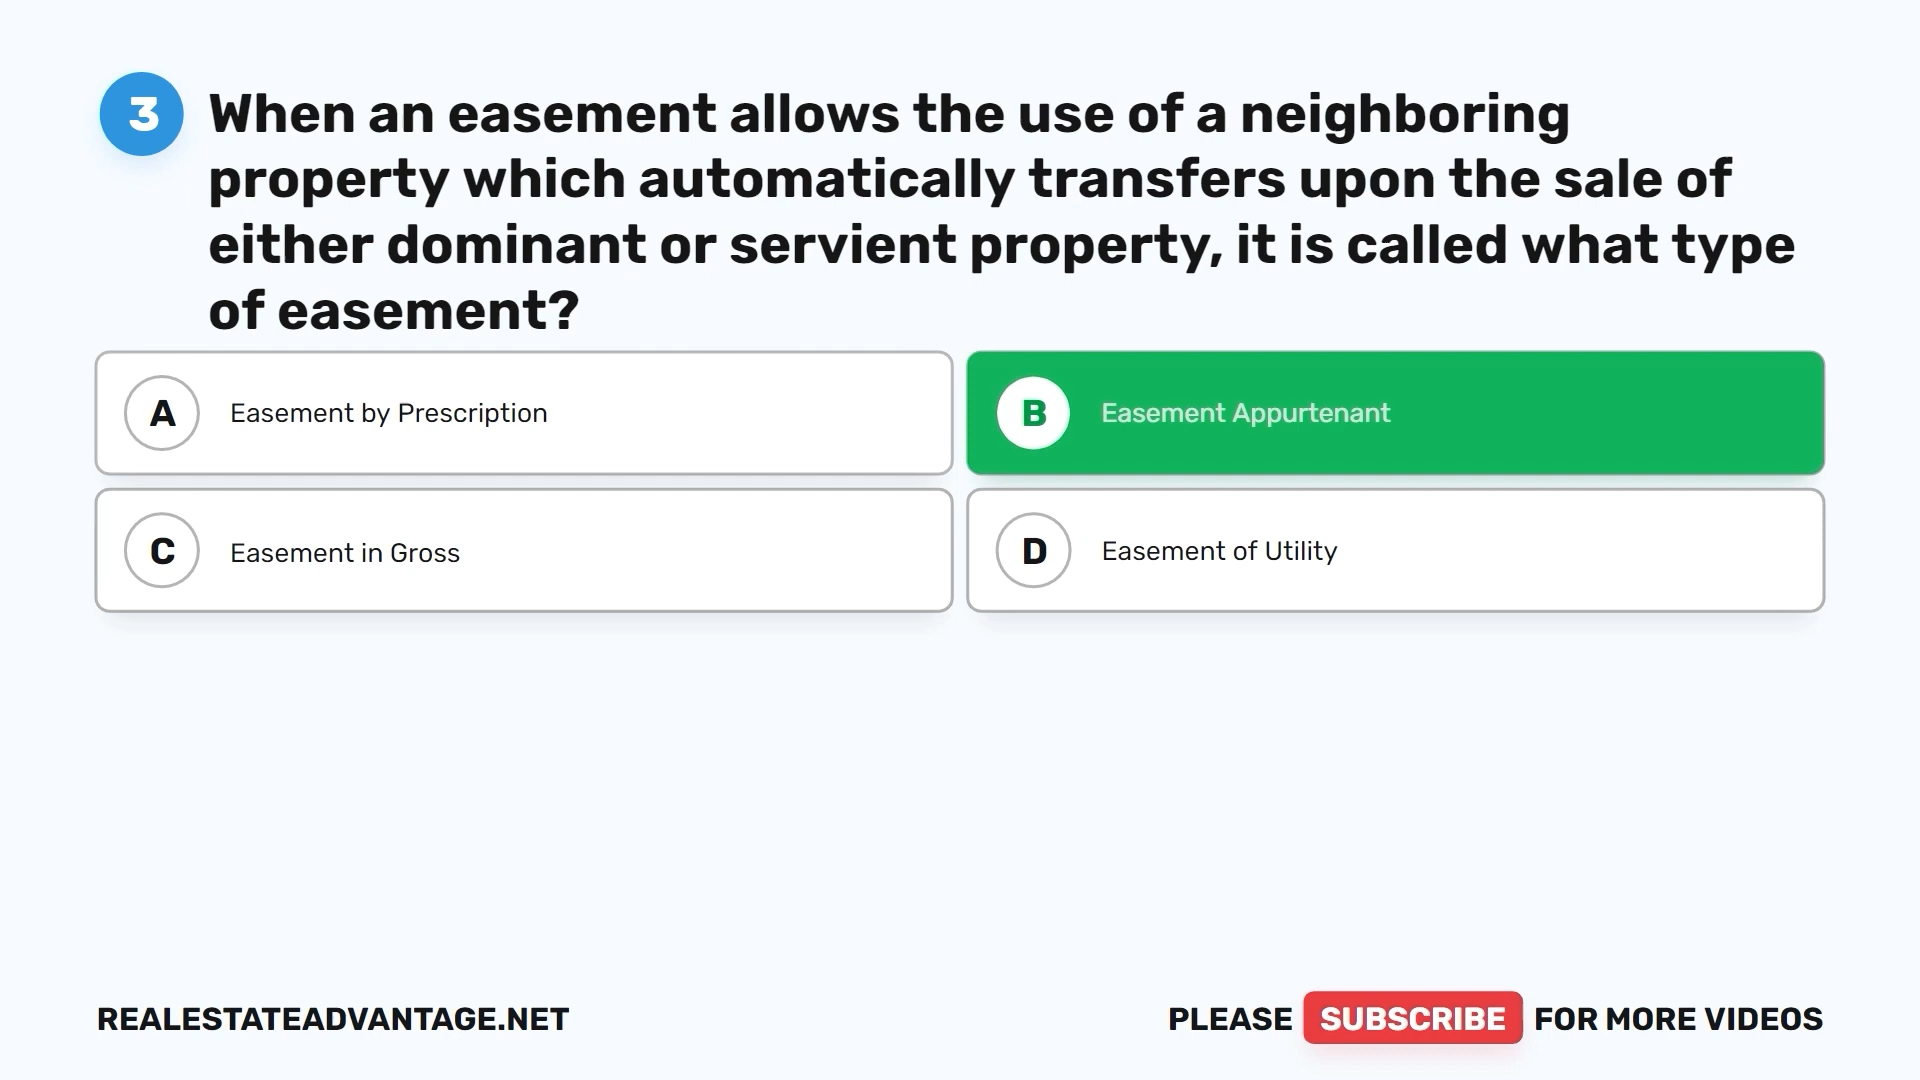 3
When an easement allows the use of a neighboring
property which automatically transfers upon the sale of
either dominant or servient property, it is called what type
of easement?
A Easement by Prescription
B Easement Appurtenant
C Easement in Gross
D Easement of Utility
REALESTATEADVANTAGE.NET
PLEASE SUBSCRIBE FOR MORE VIDEOS